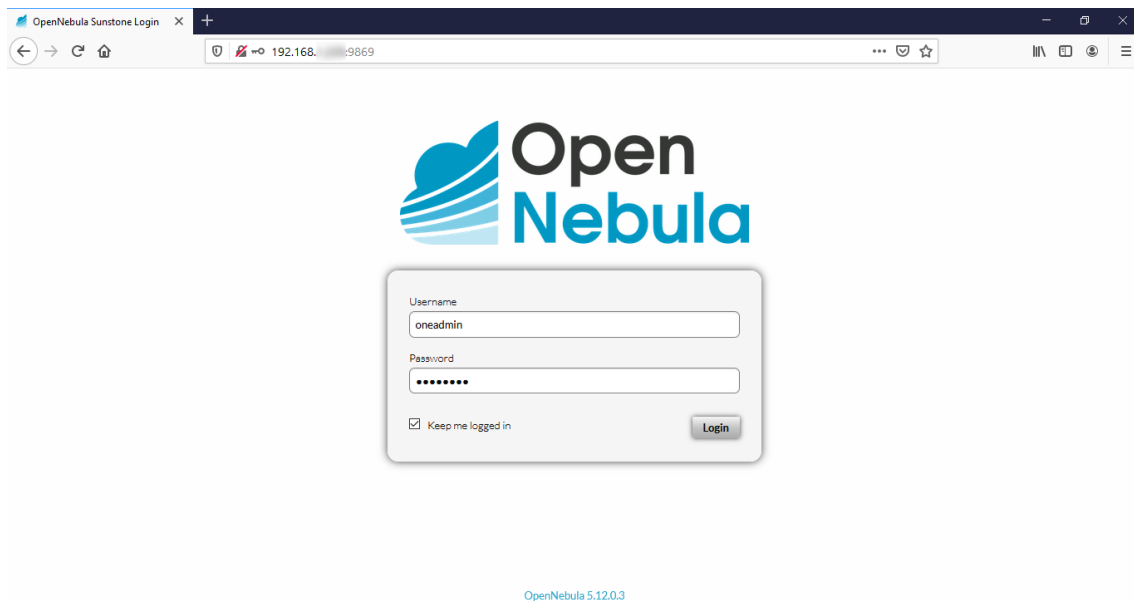 OpenNebula Sunstone Login
192.168. :9869
Open
Nebula
Username
oneadmin
Password
••••••••
Keep me logged in
Login
OpenNebula 5.12.0.3